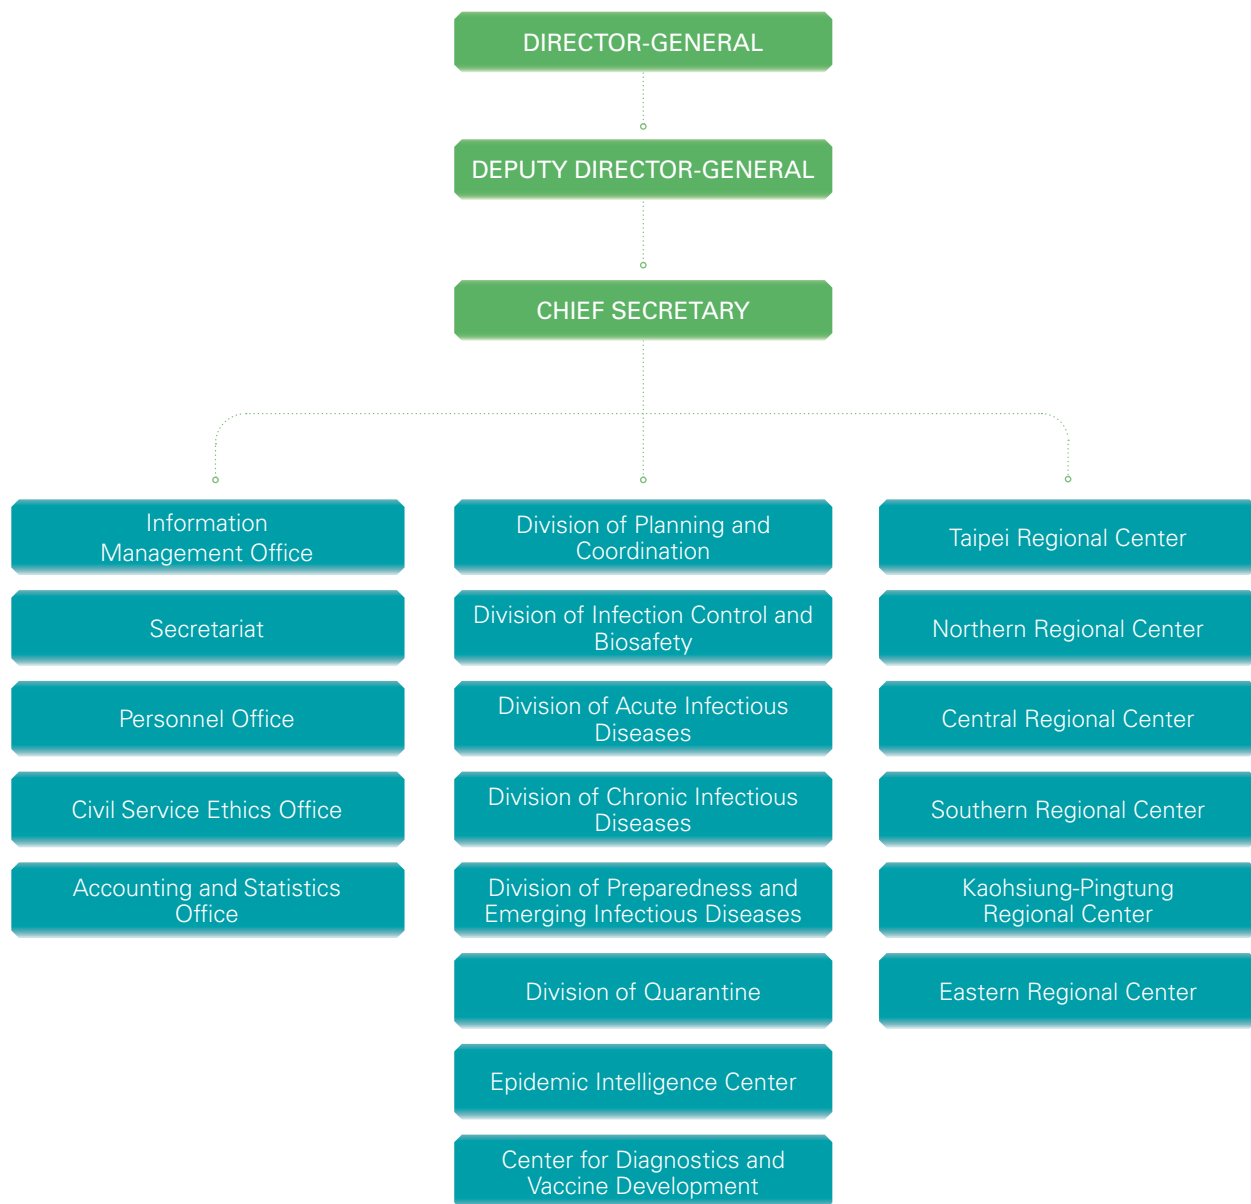 DIRECTOR-GENERAL
DEPUTY DIRECTOR-GENERAL
CHIEF SECRETARY
Information
Management Office
Secretariat
Personnel Office
Civil Service Ethics Office
Accounting and Statistics
Office
Division of Planning and
Coordination
Division of Infection Control and
Biosafety
Division of Acute Infectious
Diseases
Division of Chronic Infectious
Diseases
Division of Preparedness and
Emerging Infectious Diseases
Division of Quarantine
Epidemic Intelligence Center
Center for Diagnostics and
Vaccine Development
Taipei Regional Center
Northern Regional Center
Central Regional Center
Southern Regional Center
Kaohsiung-Pingtung
Regional Center
Eastern Regional Center